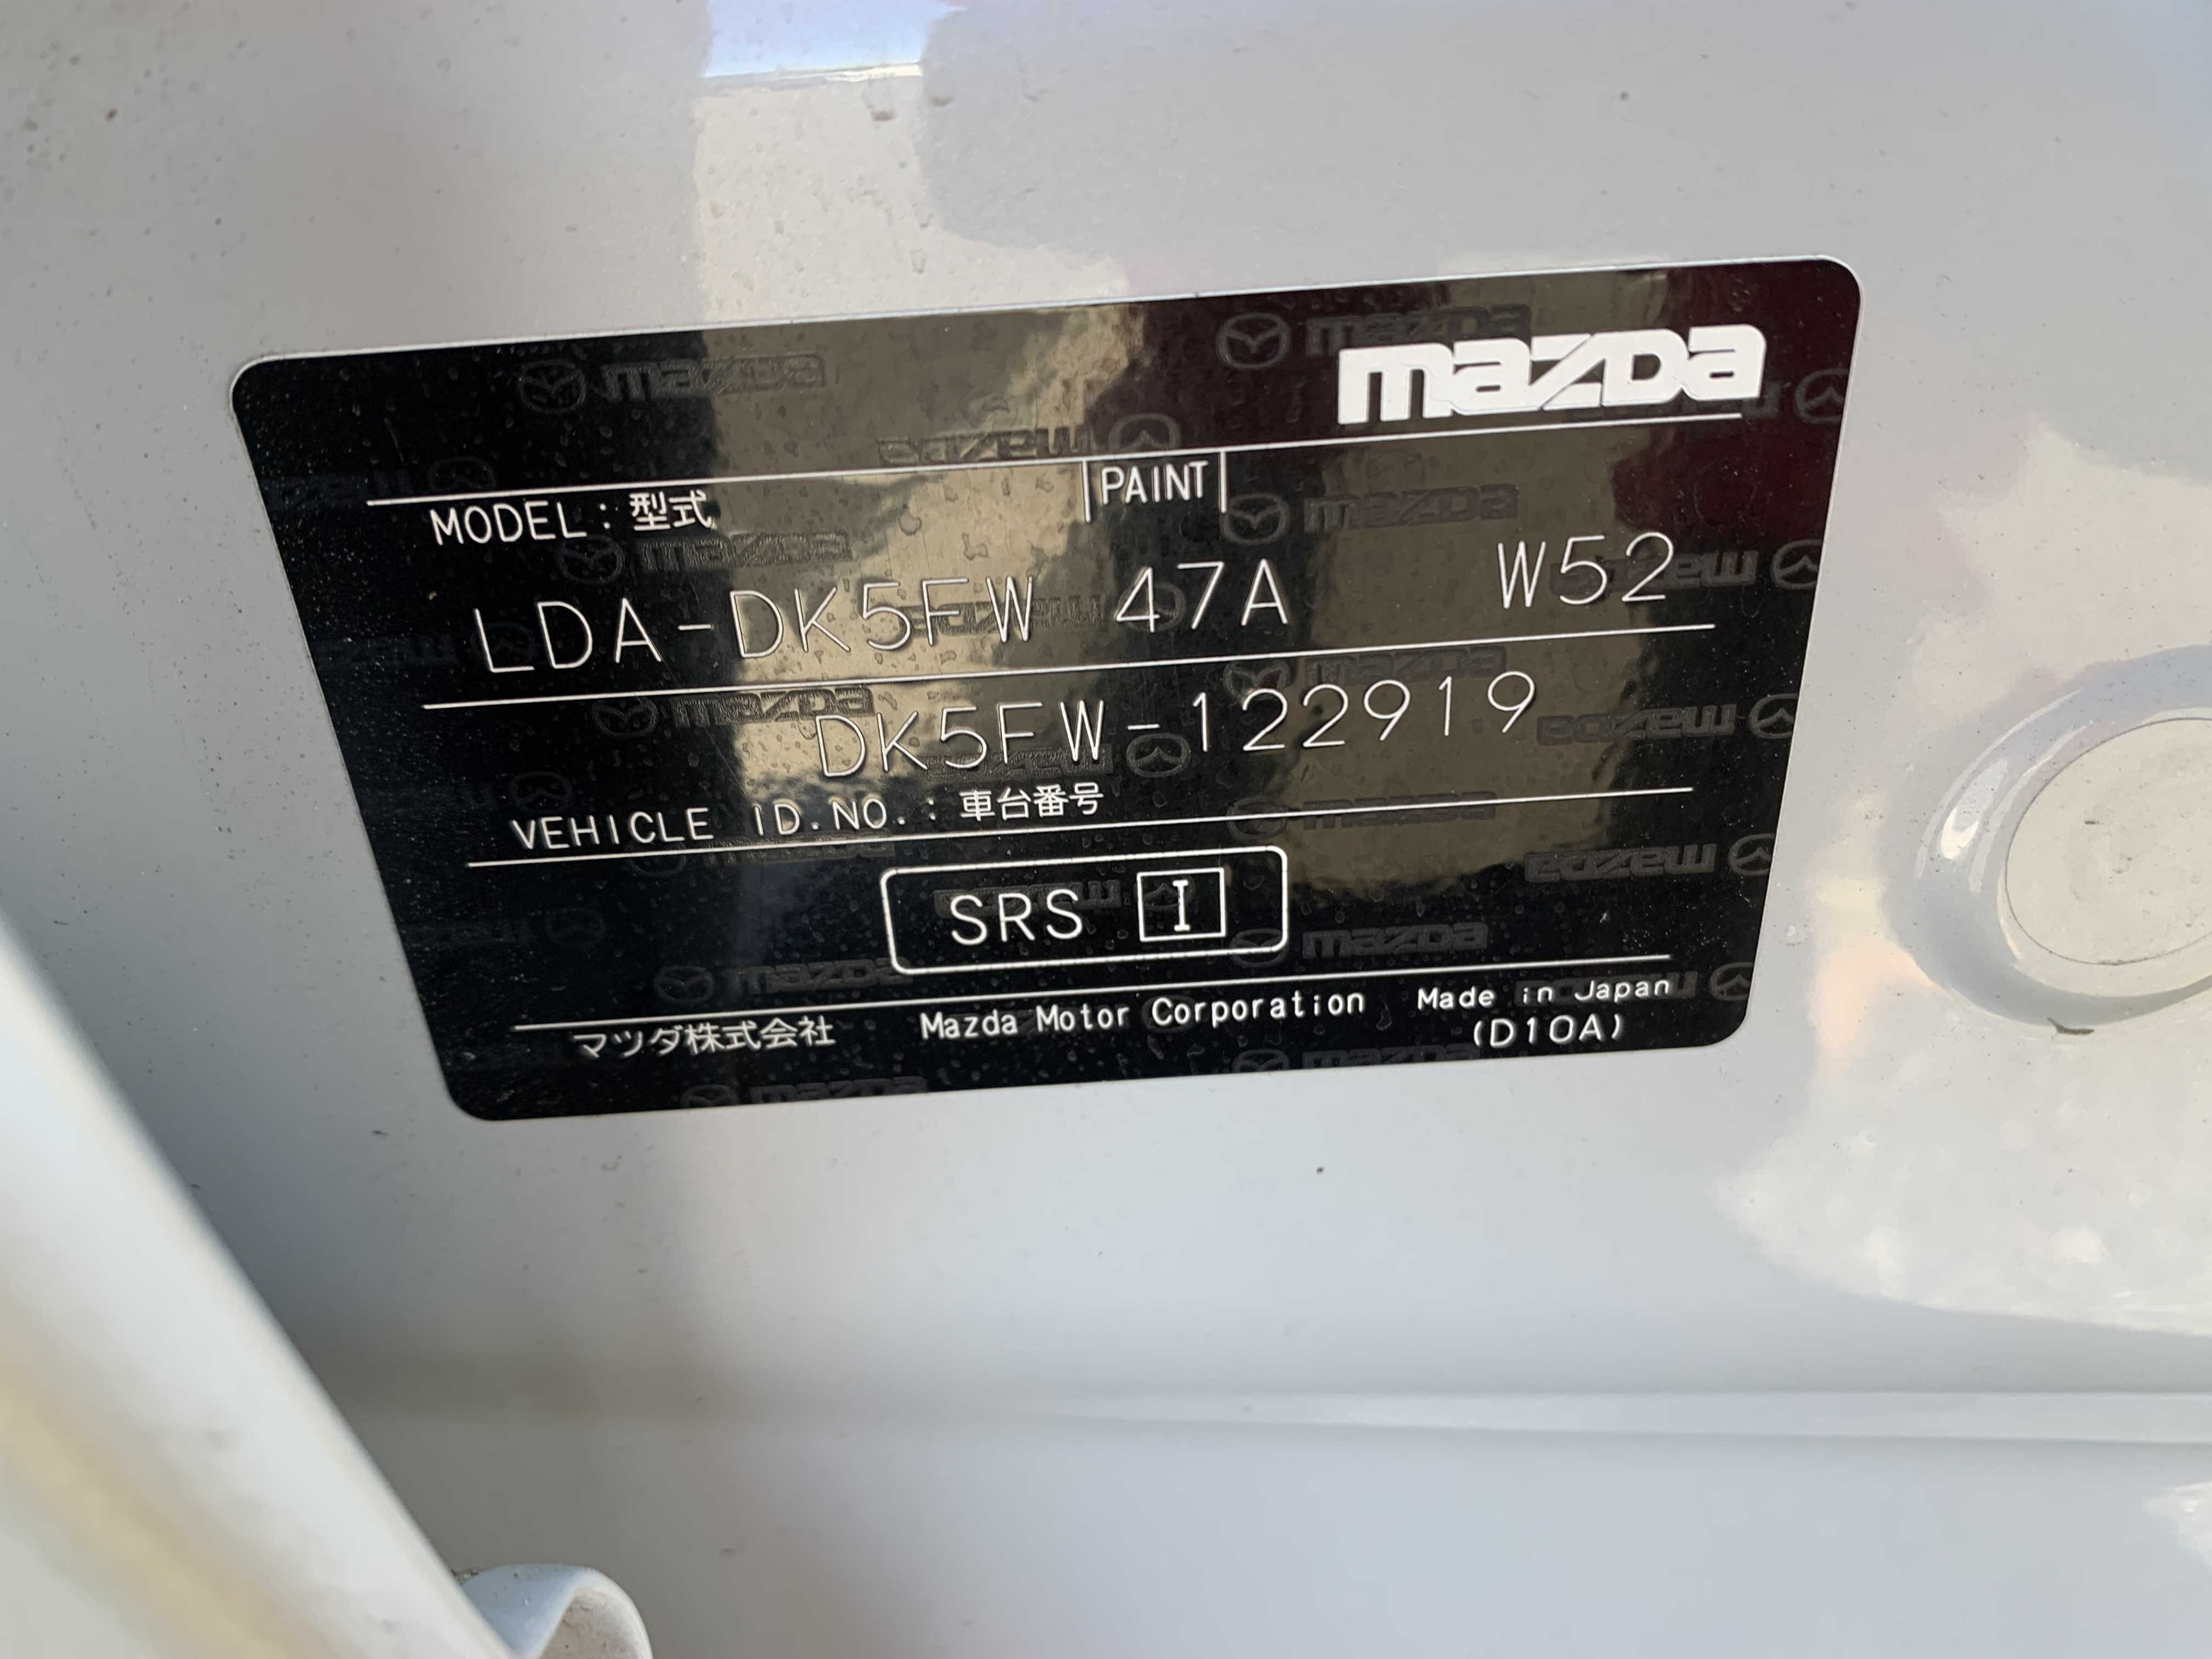 mazda
MODEL : 型式 PAINT
LDA-DK5FW 47A W52
DK5FW-122919
VEHICLE ID.NO. : 車台番号
SRS I
マツダ株式会社 Mazda Motor Corporation Made in Japan
(D10A)